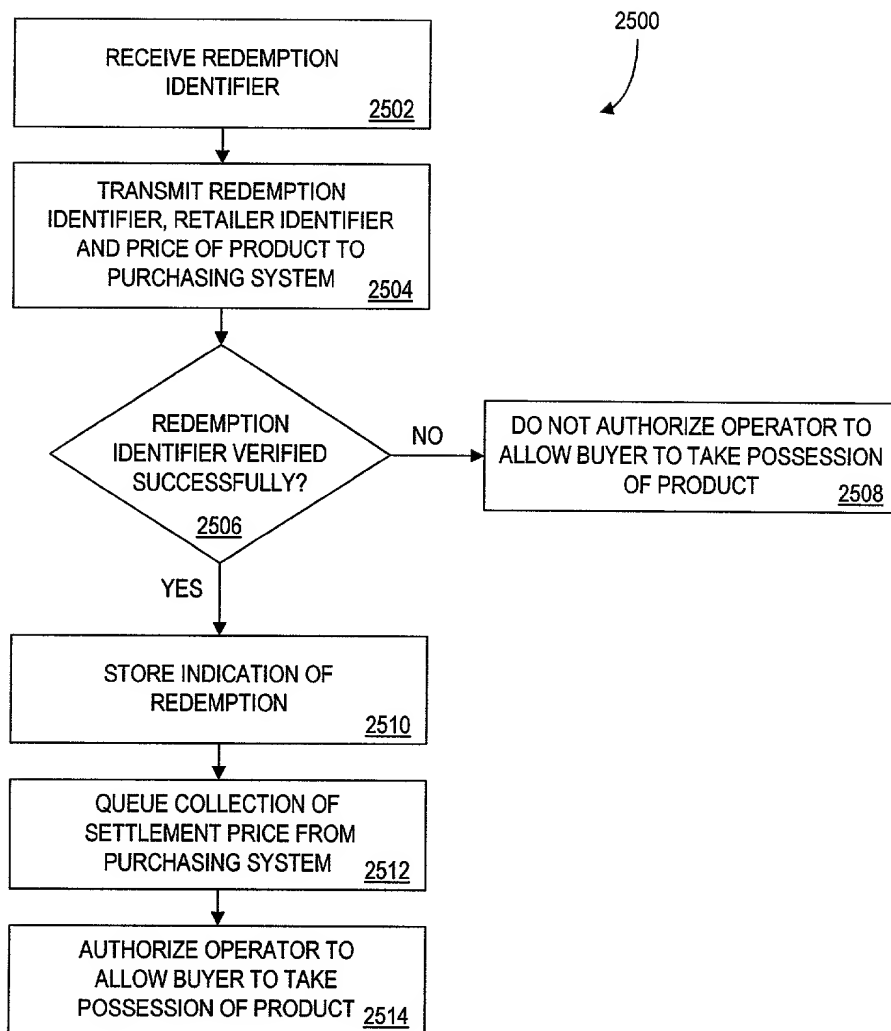 2500
RECEIVE REDEMPTION
IDENTIFIER
2502
TRANSMIT REDEMPTION
IDENTIFIER, RETAILER IDENTIFIER
AND PRICE OF PRODUCT TO
PURCHASING SYSTEM
2504
REDEMPTION
IDENTIFIER VERIFIED
SUCCESSFULLY?
2506
NO
DO NOT AUTHORIZE OPERATOR TO
ALLOW BUYER TO TAKE POSSESSION
OF PRODUCT
2508
YES
STORE INDICATION OF
REDEMPTION
2510
QUEUE COLLECTION OF
SETTLEMENT PRICE FROM
PURCHASING SYSTEM
2512
AUTHORIZE OPERATOR TO
ALLOW BUYER TO TAKE
POSSESSION OF PRODUCT
2514